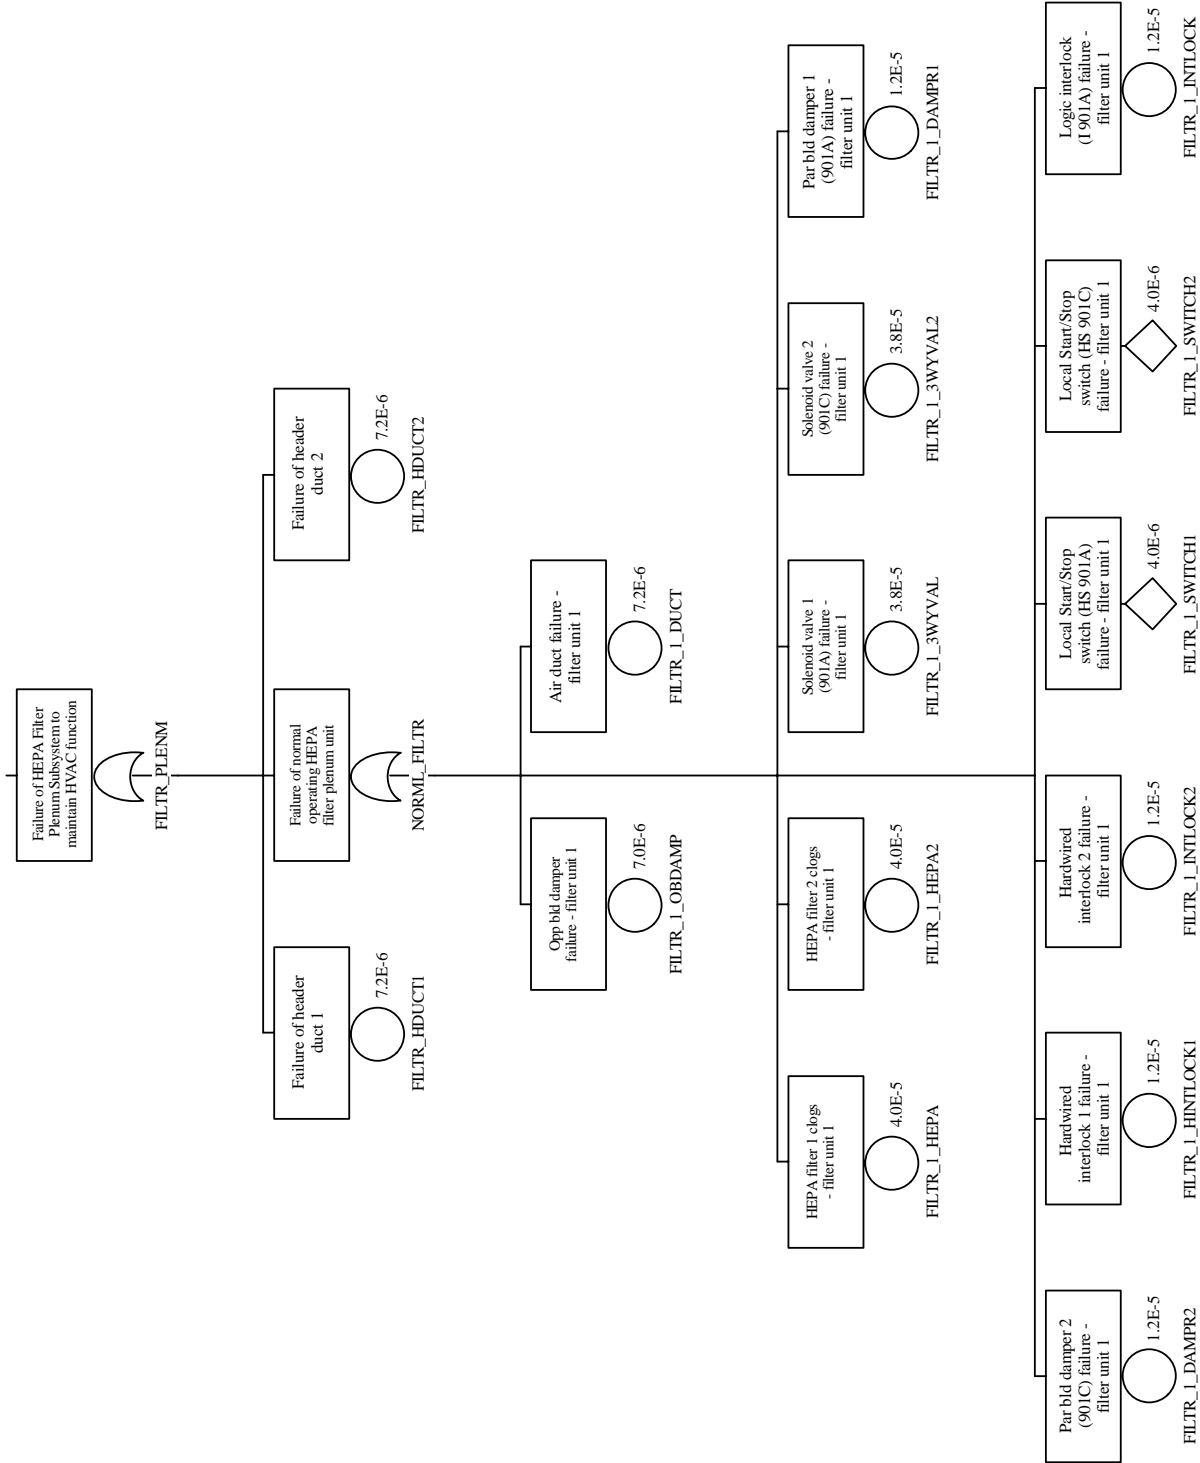 Failure of HEPA Filter
Plenum Subsystem to
maintain HVAC function
FILTR_PLENM
Failure of header
duct 1
7.2E-6
FILTR_HDUCT1
Failure of normal
operating HEPA
filter plenum unit
NORML_FILTR
Failure of header
duct 2
7.2E-6
FILTR_HDUCT2
Opp bld damper
failure - filter unit 1
7.0E-6
FILTR_1_OBDAMP
Air duct failure -
filter unit 1
7.2E-6
FILTR_1_DUCT
HEPA filter 1 clogs
- filter unit 1
4.0E-5
FILTR_1_HEPA
HEPA filter 2 clogs
- filter unit 1
4.0E-5
FILTR_1_HEPA2
Solenoid valve 1
(901A) failure -
filter unit 1
3.8E-5
FILTR_1_3WYVAL
Solenoid valve 2
(901C) failure -
filter unit 1
3.8E-5
FILTR_1_3WYVAL2
Par bld damper 1
(901A) failure -
filter unit 1
1.2E-5
FILTR_1_DAMPR1
Par bld damper 2
(901C) failure -
filter unit 1
1.2E-5
FILTR_1_DAMPR2
Hardwired
interlock 1 failure -
filter unit 1
1.2E-5
FILTR_1_HINTLOCK1
Hardwired
interlock 2 failure -
filter unit 1
1.2E-5
FILTR_1_INTLOCK2
Local Start/Stop
switch (HS 901A)
failure - filter unit 1
4.0E-6
FILTR_1_SWITCH1
Local Start/Stop
switch (HS 901C)
failure - filter unit 1
4.0E-6
FILTR_1_SWITCH2
Logic interlock
(I 901A) failure -
filter unit 1
1.2E-5
FILTR_1_INTLOCK